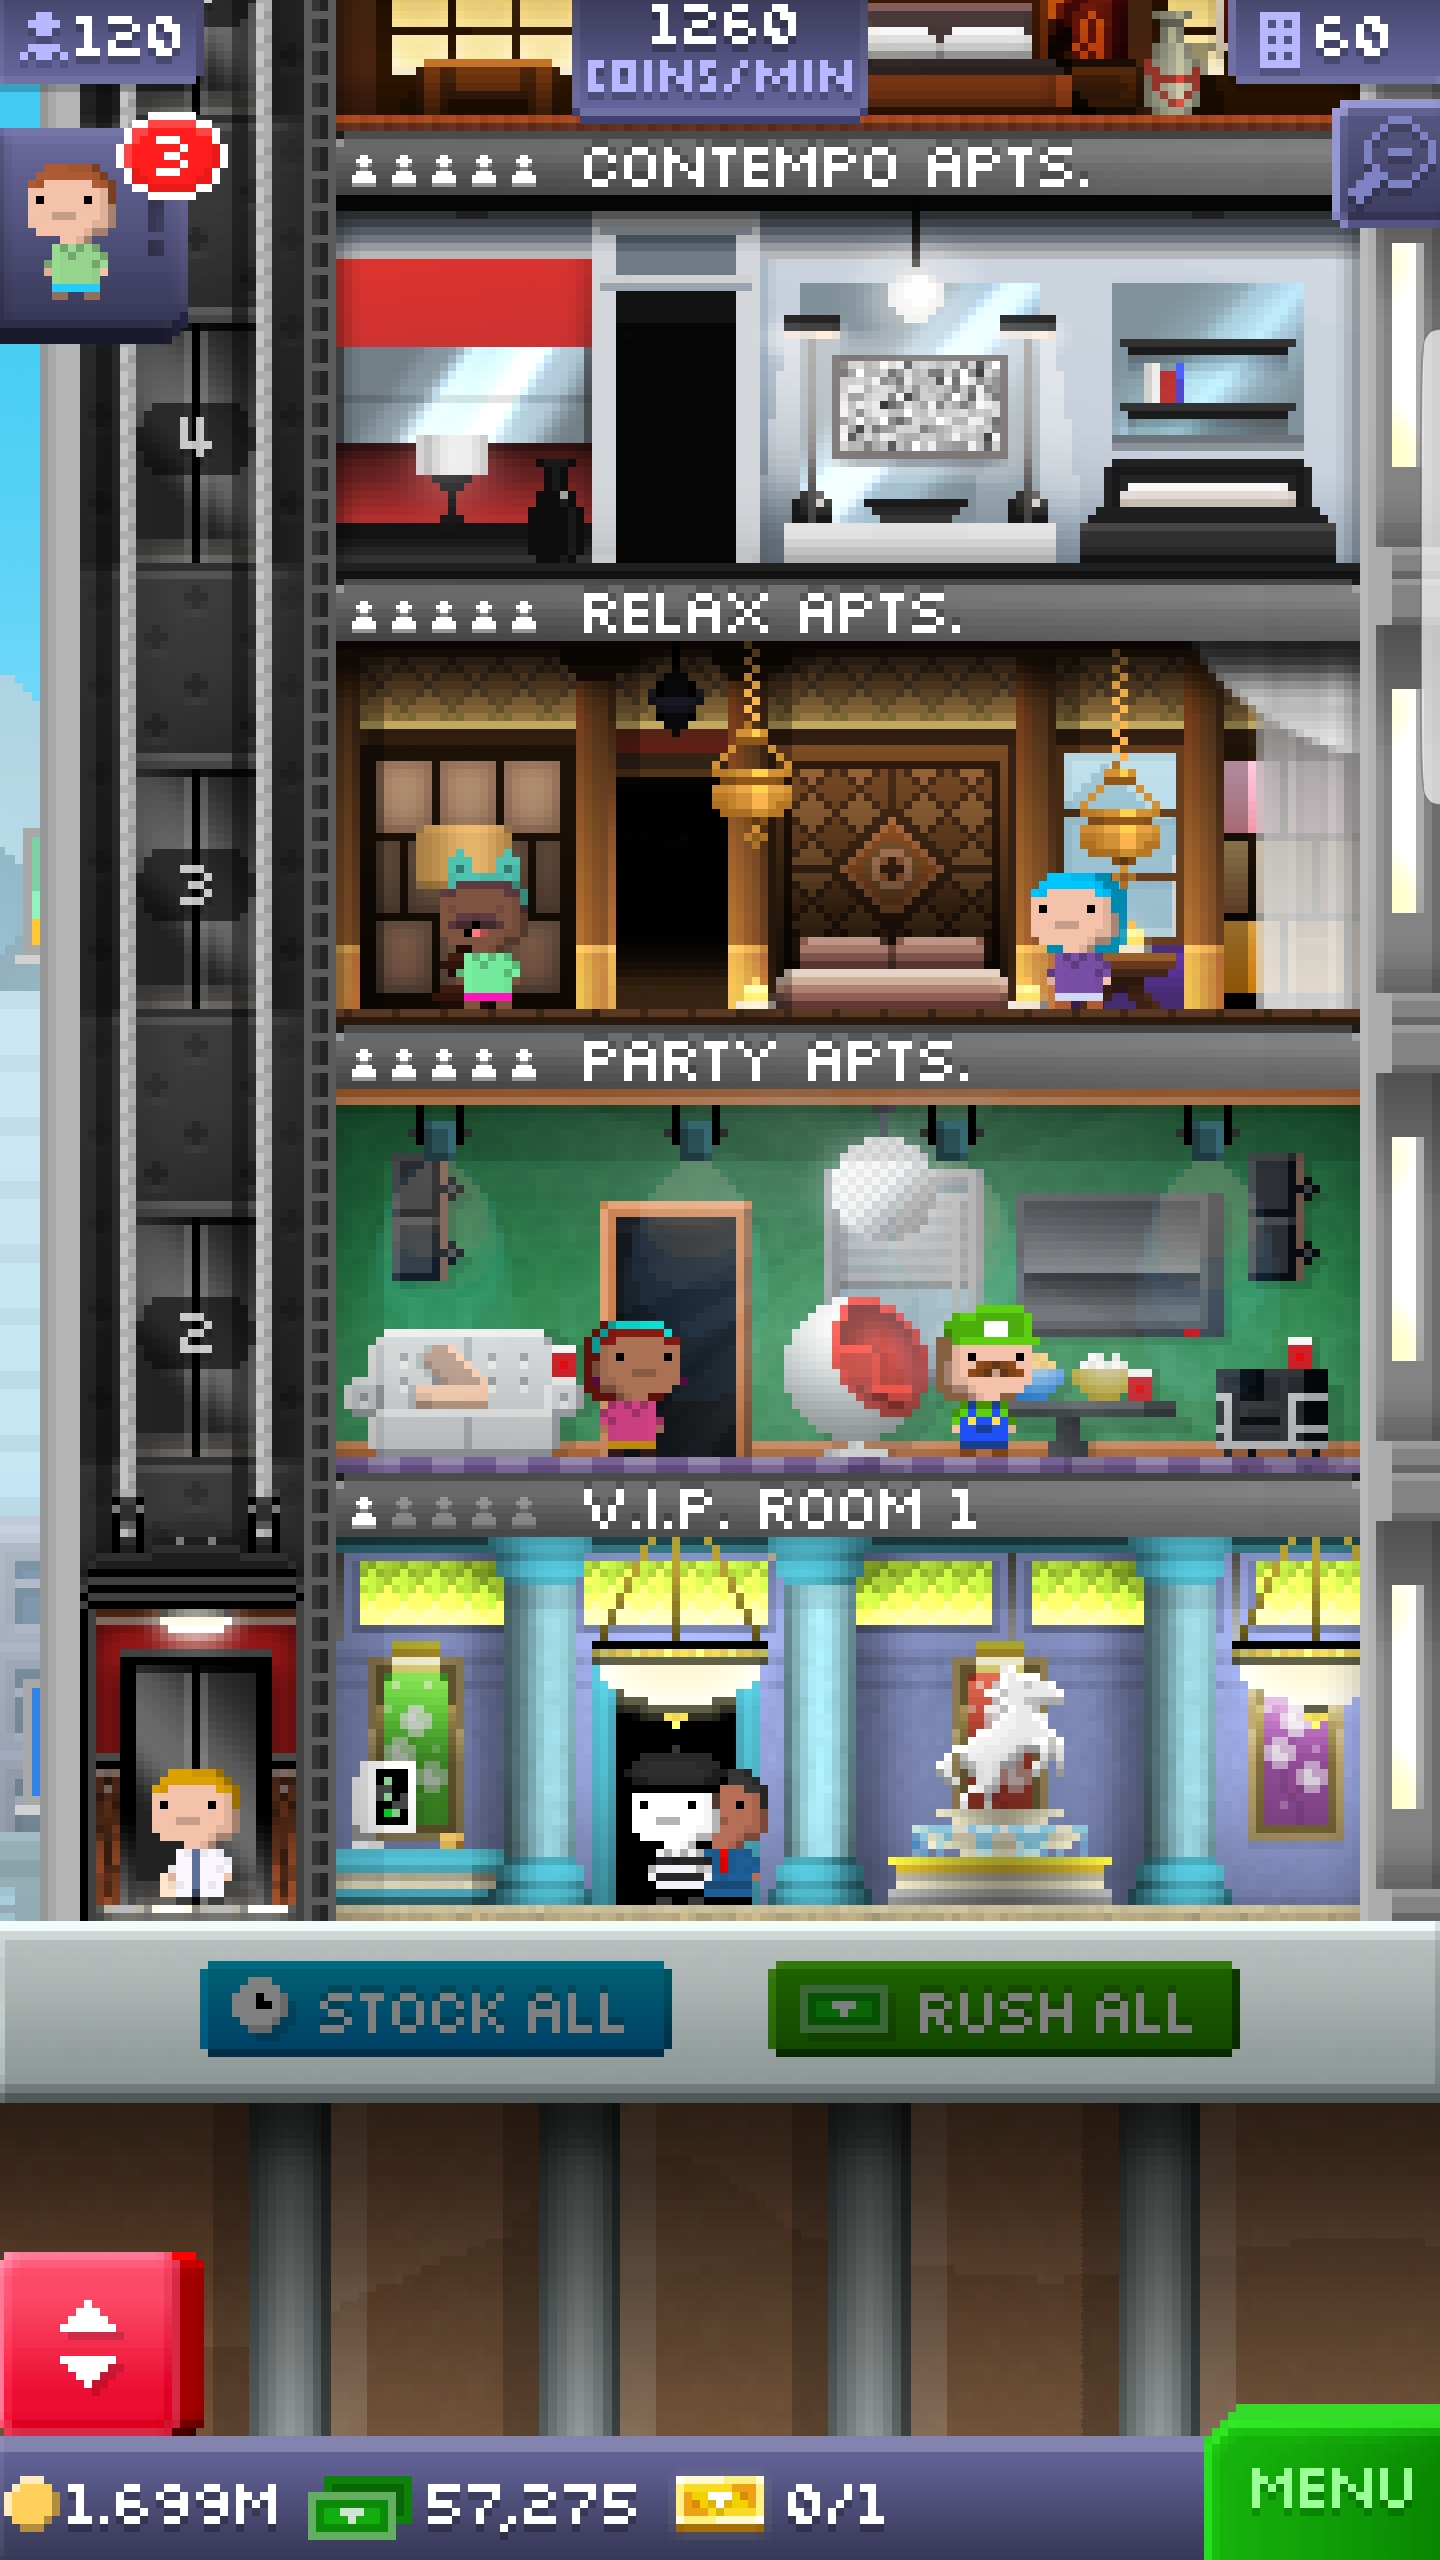 120
1260
COINS/MIN
60
3
CONTEMPO APTS.
4
RELAX APTS.
3
PARTY APTS.
2
V.I.P. ROOM 1
STOCK ALL
RUSH ALL
1.699M
57,275
0/1
MENU